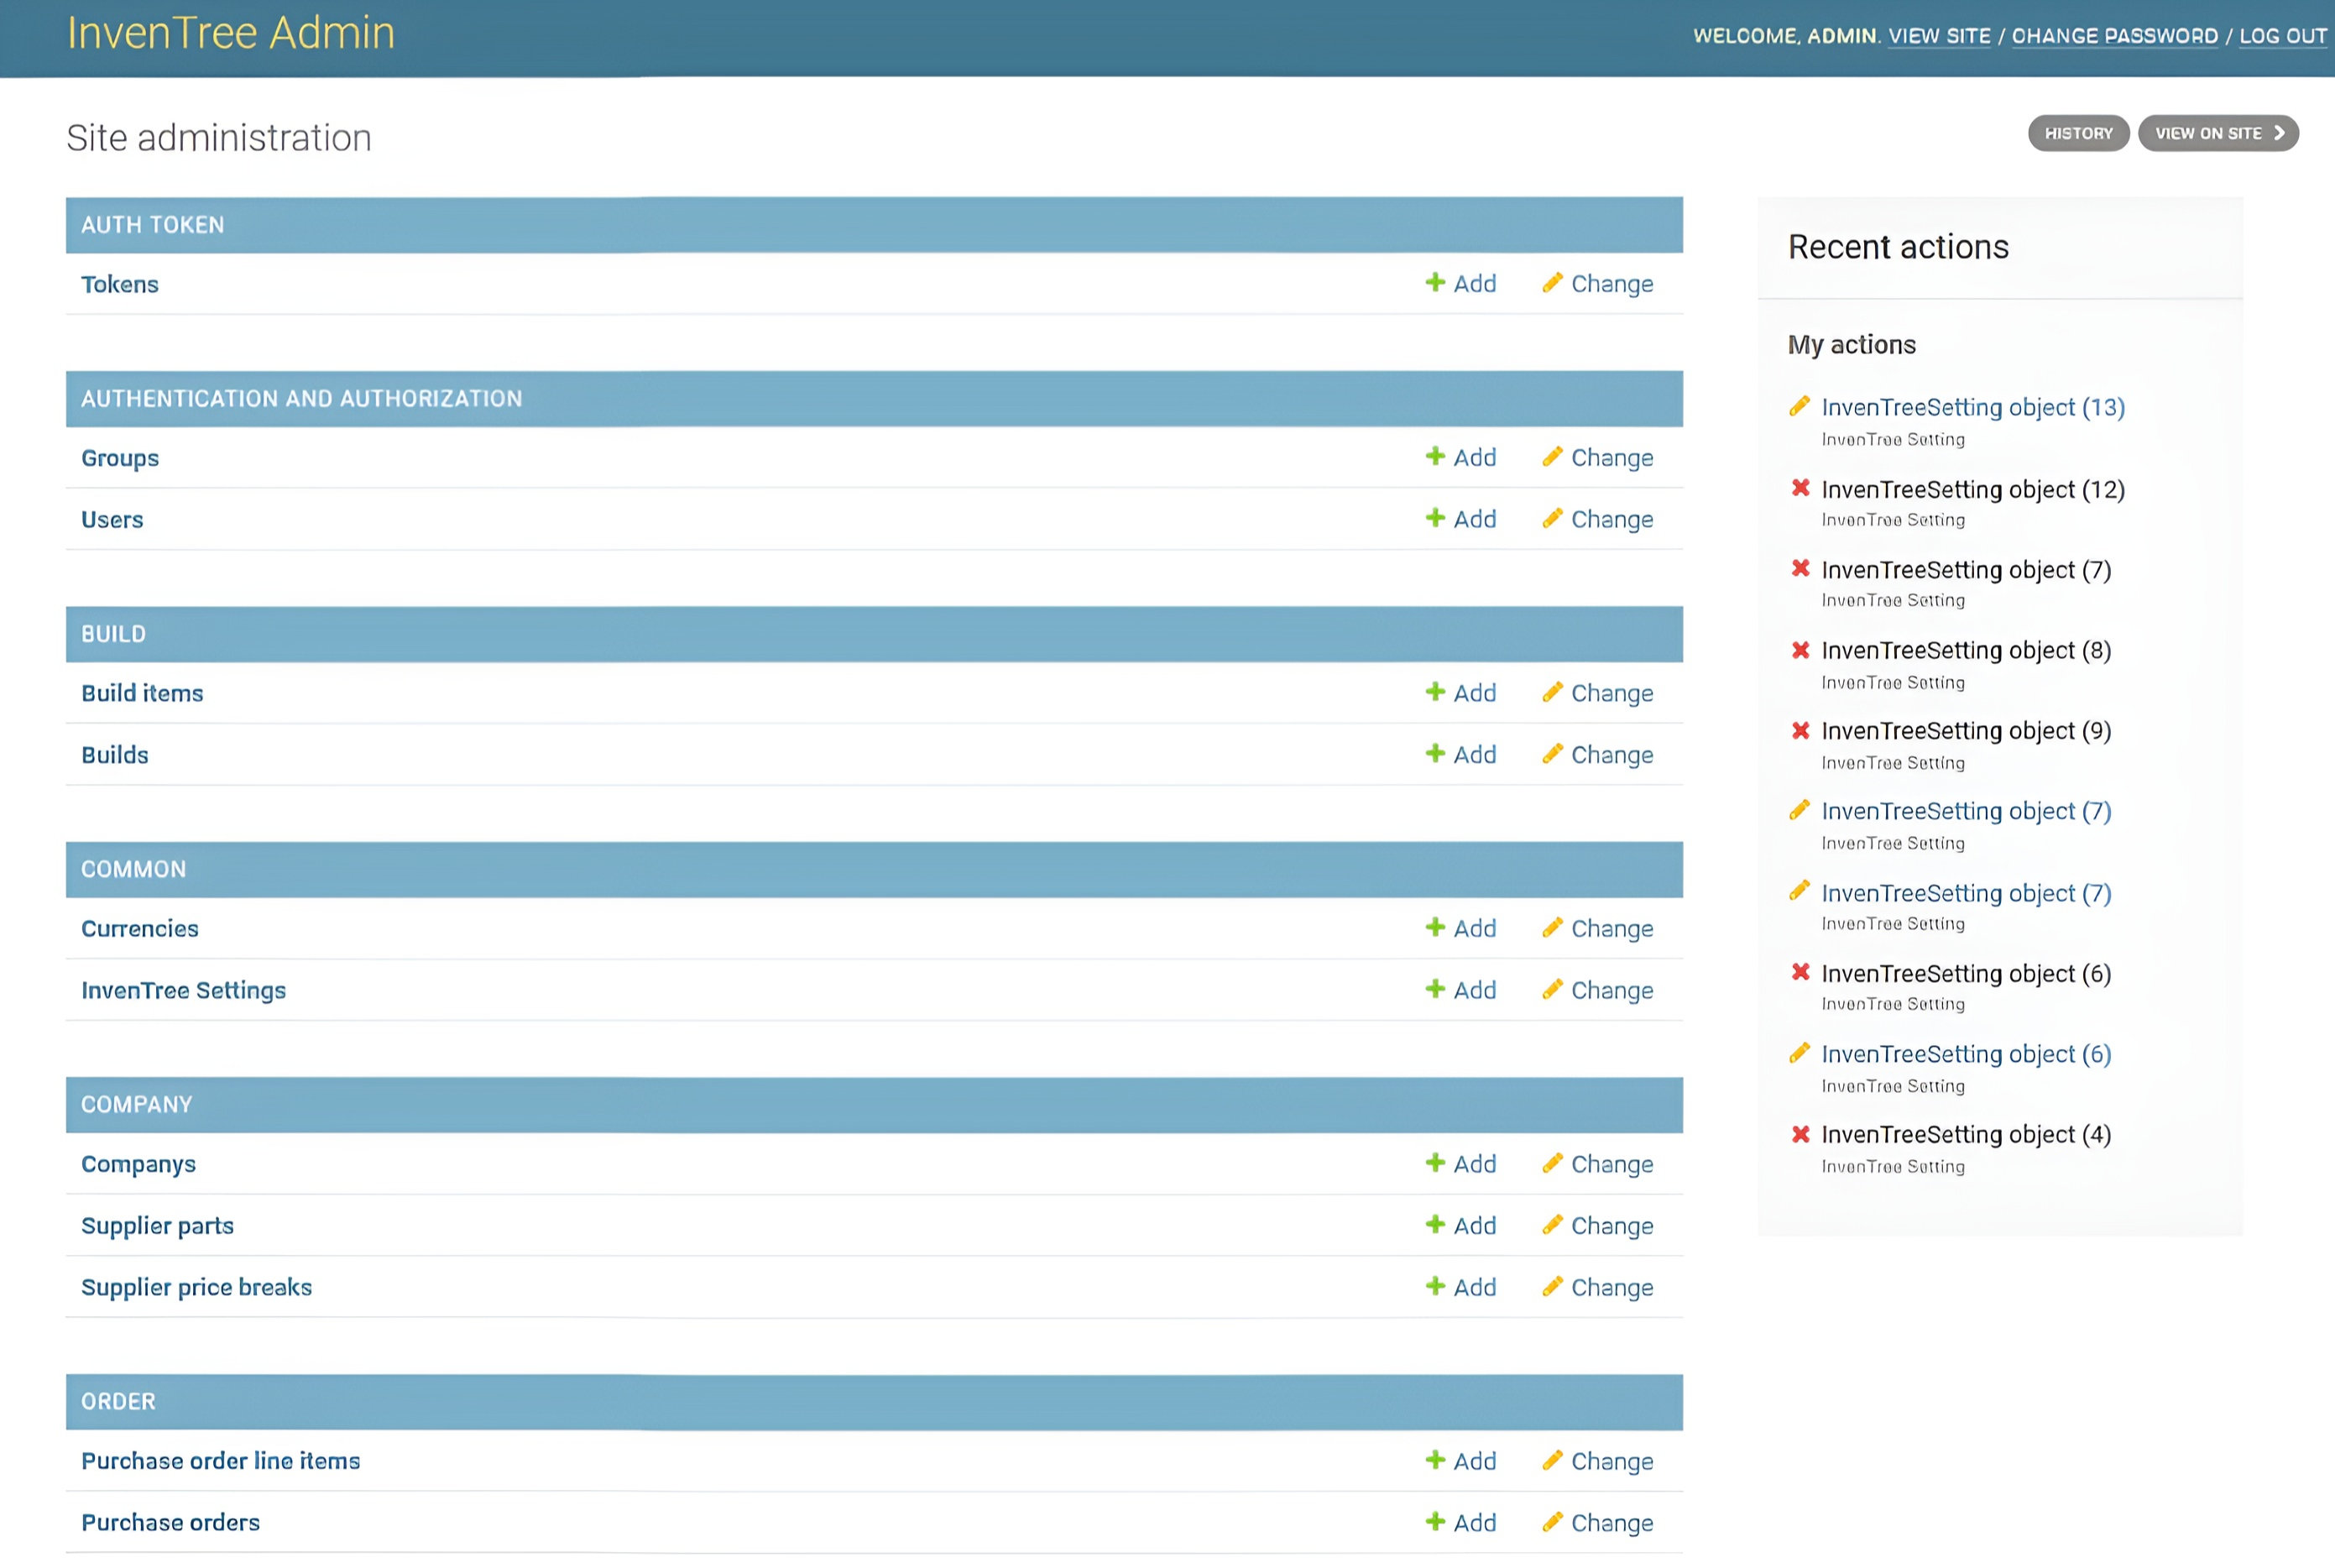 InvenTree Admin
WELCOME, ADMIN. VIEW SITE / CHANGE PASSWORD / LOG OUT
Site administration
HISTORY
VIEW ON SITE
AUTH TOKEN
Tokens Add Change
AUTHENTICATION AND AUTHORIZATION
Groups Add Change
Users Add Change
BUILD
Build items Add Change
Builds Add Change
COMMON
Currencies Add Change
InvenTree Settings Add Change
COMPANY
Companys Add Change
Supplier parts Add Change
Supplier price breaks Add Change
ORDER
Purchase order line items Add Change
Purchase orders Add Change
Recent actions
My actions
InvenTreeSetting object (13)
InvenTree Setting
InvenTreeSetting object (12)
InvenTree Setting
InvenTreeSetting object (7)
InvenTree Setting
InvenTreeSetting object (8)
InvenTree Setting
InvenTreeSetting object (9)
InvenTree Setting
InvenTreeSetting object (7)
InvenTree Setting
InvenTreeSetting object (7)
InvenTree Setting
InvenTreeSetting object (6)
InvenTree Setting
InvenTreeSetting object (6)
InvenTree Setting
InvenTreeSetting object (4)
InvenTree Setting